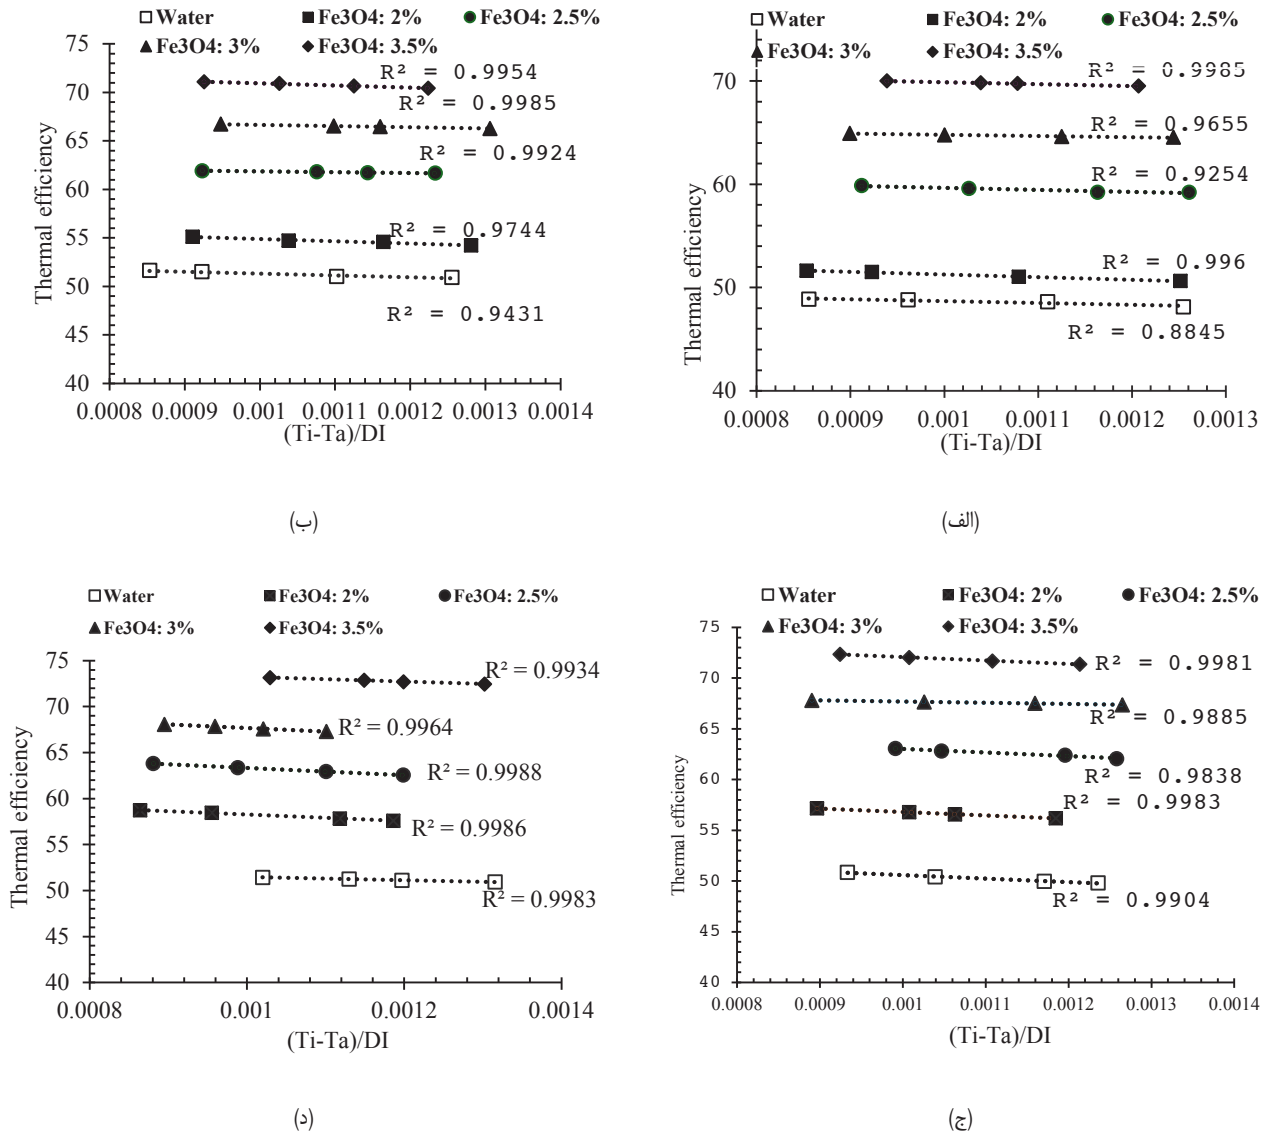 Water Fe3O4: 2% Fe3O4: 2.5%
Fe3O4: 3% Fe3O4: 3.5%
75
70
65
60
55
50
45
40
Thermal efficiency
R² = 0.9954
R² = 0.9985
R² = 0.9924
R² = 0.9744
R² = 0.9431
0.0008 0.0009 0.001 0.0011 0.0012 0.0013 0.0014
(Ti-Ta)/DI
(ب)
Water Fe3O4: 2% Fe3O4: 2.5%
Fe3O4: 3% Fe3O4: 3.5%
70
60
50
40
Thermal efficiency
R² = 0.9985
R² = 0.9655
R² = 0.9254
R² = 0.996
R² = 0.8845
0.0008 0.0009 0.001 0.0011 0.0012 0.0013
(Ti-Ta)/DI
(الف)
Water Fe3O4: 2% Fe3O4: 2.5%
Fe3O4: 3% Fe3O4: 3.5%
75
70
65
60
55
50
45
40
Thermal efficiency
R² = 0.9934
R² = 0.9964
R² = 0.9988
R² = 0.9986
R² = 0.9983
0.0008 0.001 0.0012 0.0014
(Ti-Ta)/DI
(د)
Water Fe3O4: 2% Fe3O4: 2.5%
Fe3O4: 3% Fe3O4: 3.5%
75
70
65
60
55
50
45
40
Thermal efficiency
R² = 0.9981
R² = 0.9885
R² = 0.9838
R² = 0.9983
R² = 0.9904
0.0008 0.0009 0.001 0.0011 0.0012 0.0013 0.0014
(Ti-Ta)/DI
(ج)